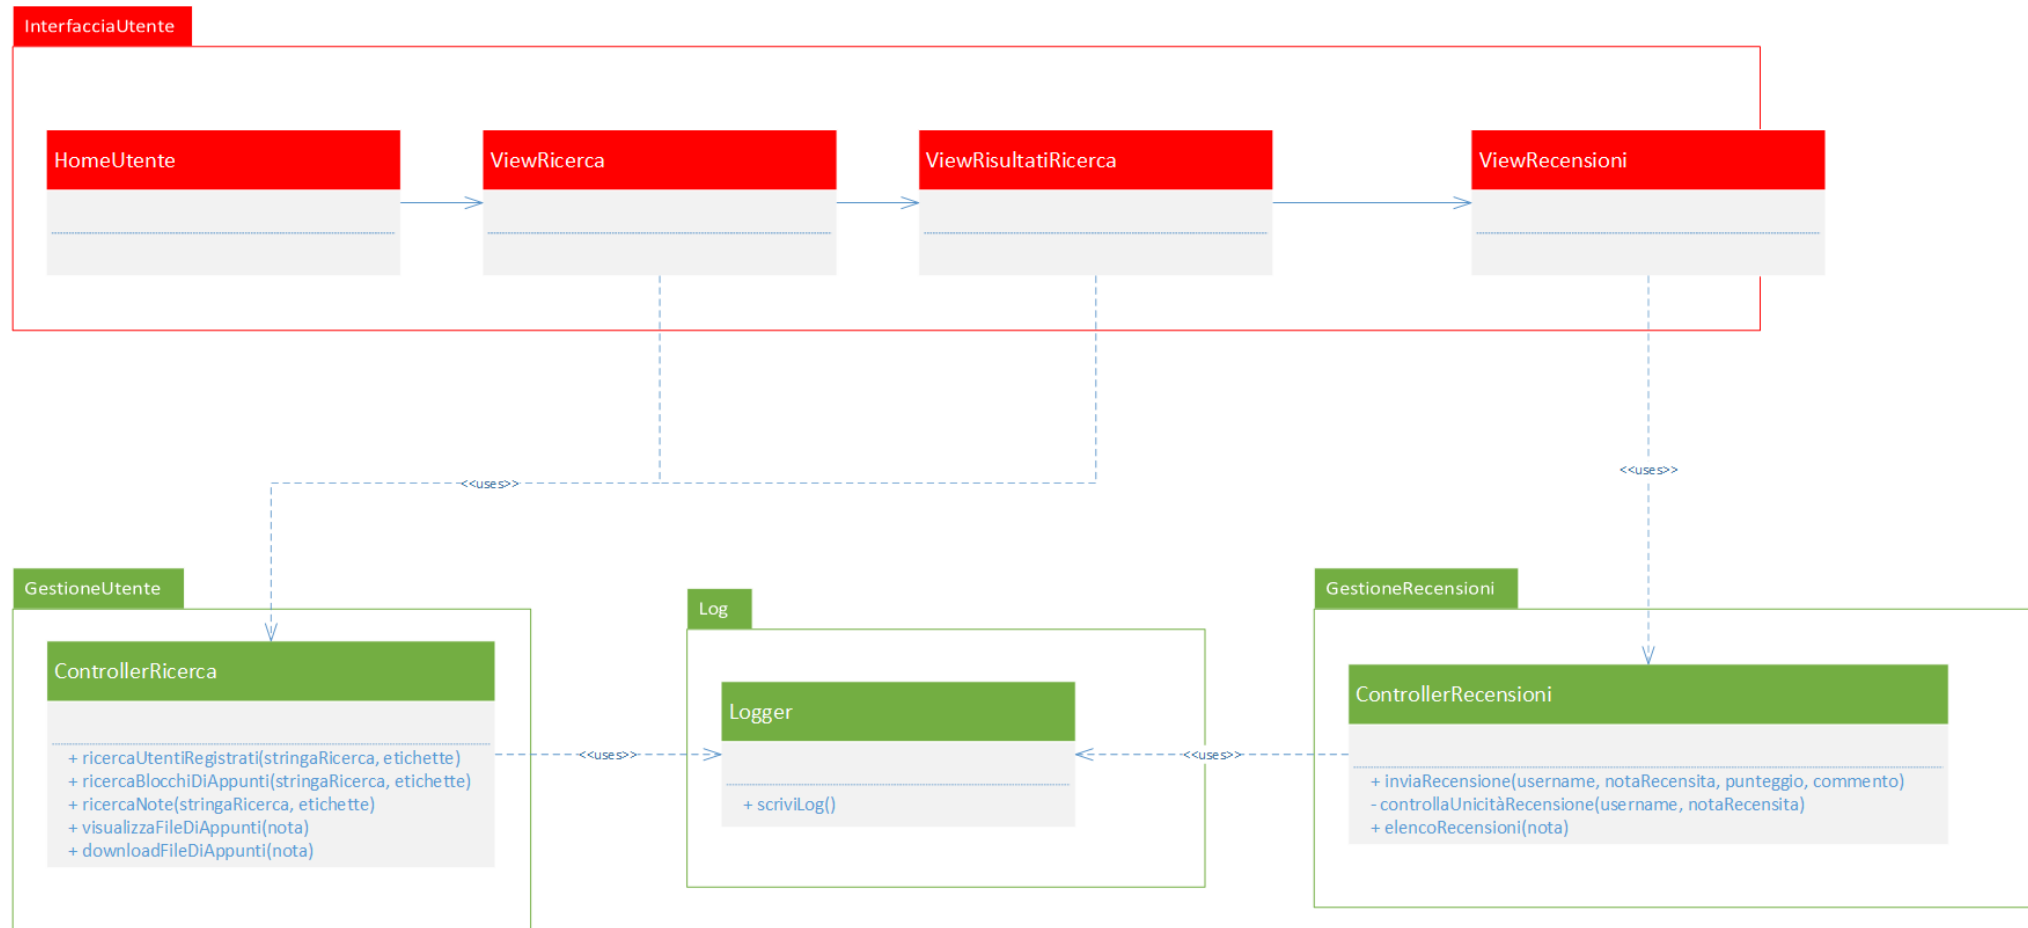 InterfacciaUtente
HomeUtente
ViewRicerca
ViewRisultatiRicerca
ViewRecensioni
<<uses>>
<<uses>>
GestioneUtente
ControllerRicerca
+ ricercaUtentiRegistrati(stringaRicerca, etichette)
+ ricercaBlocchiDiAppunti(stringaRicerca, etichette)
+ ricercaNote(stringaRicerca, etichette)
+ visualizzaFileDiAppunti(nota)
+ downloadFileDiAppunti(nota)
<<uses>>
Log
Logger
+ scriviLog()
<<uses>>
GestioneRecensioni
ControllerRecensioni
+ inviaRecensione(username, notaRecensita, punteggio, commento)
- controllaUnicitàRecensione(username, notaRecensita)
+ elencoRecensioni(nota)